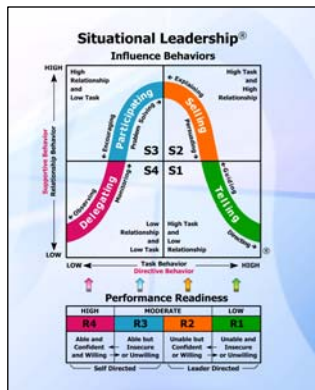 Situational Leadership®
Influence Behaviors
HIGH
High
Relationship
and
Low Task
High Task
and
High
Relationship
Supportive Behavior
Relationship Behavior
Encouraging
Participating
Problem Solving
Explaining
Selling
Persuading
S3
S2
S4
S1
Observing
Delegating
Monitoring
Guiding
Telling
Directing
Low
Relationship
and
Low Task
High Task
and
Low
Relationship
®
LOW
LOW
Task Behavior
HIGH
Directive Behavior
Performance Readiness
HIGH
MODERATE
LOW
R4
R3
R2
R1
Able and
Confident
and Willing
Able but
Insecure
or Unwilling
Unable but
Confident
or Willing
Unable and
Insecure
or Unwilling
Self Directed
Leader Directed